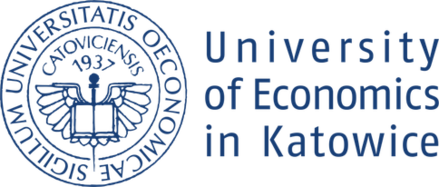 SIGILLUM UNIVERSITATIS OECONOMICAE
CATOVICIENSIS
1937
University
of Economics
in Katowice